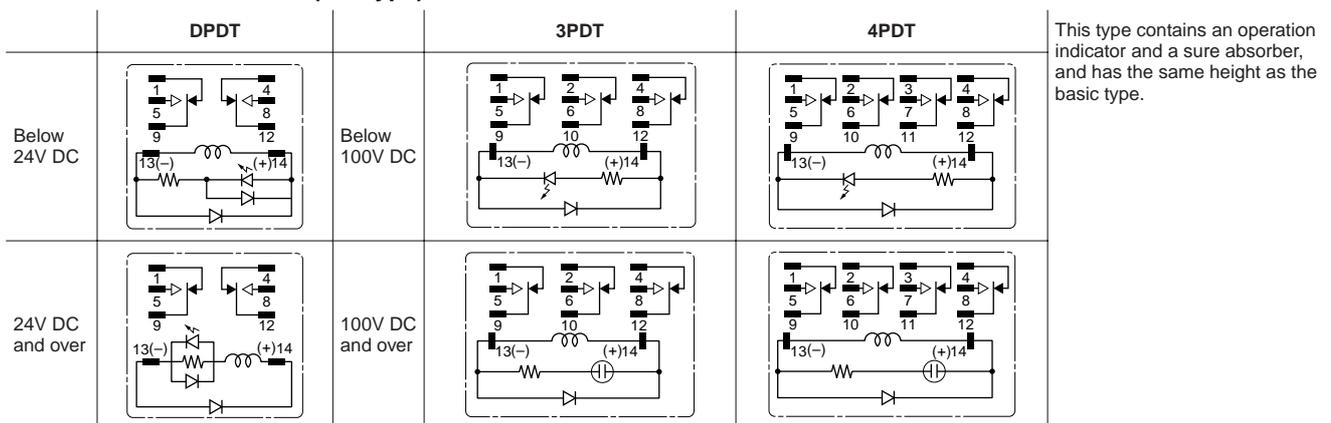 DPDT
3PDT
4PDT
This type contains an operation
indicator and a sure absorber,
and has the same height as the
basic type.
Below
24V DC
1 4
5 8
9 12
13(–) (+)14
Below
100V DC
1 2 4
5 6 8
9 10 12
13(–) (+)14
1 2 3 4
5 6 7 8
9 10 11 12
13(–) (+)14
24V DC
and over
1 4
5 8
9 12
13(–) (+)14
100V DC
and over
1 2 4
5 6 8
9 10 12
13(–) (+)14
1 2 3 4
5 6 7 8
9 10 11 12
13(–) (+)14